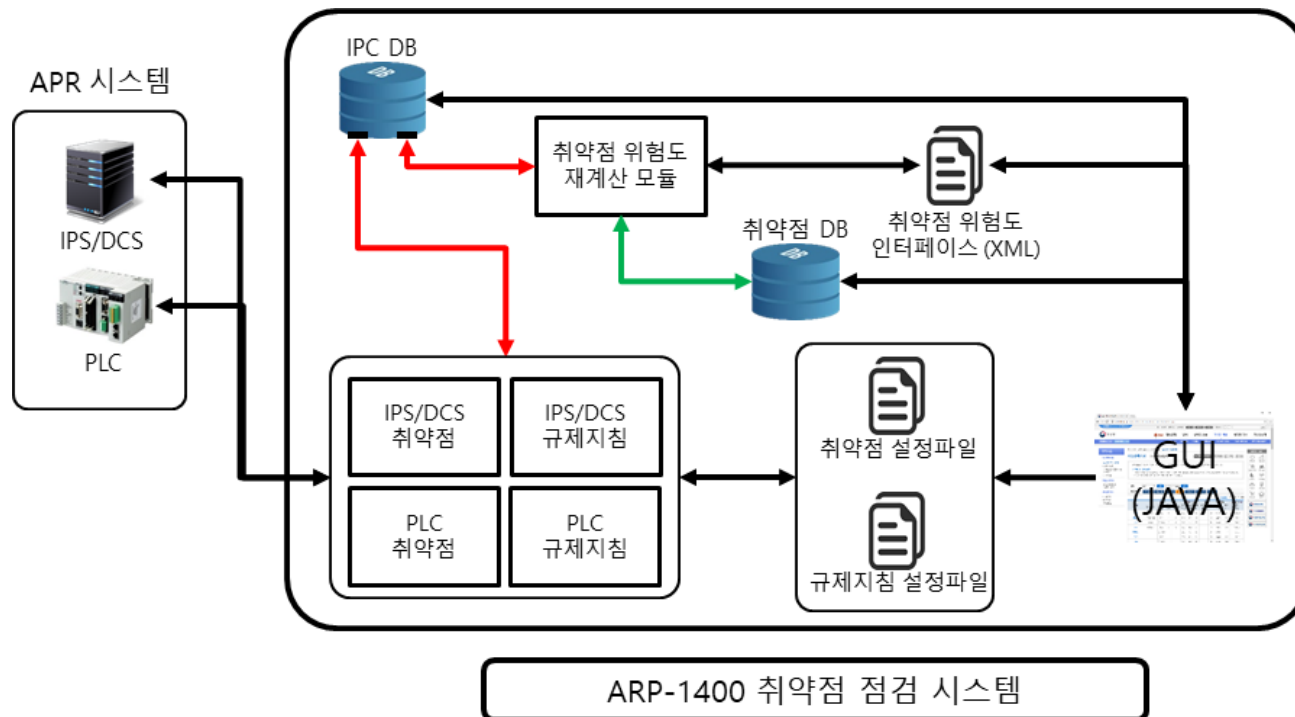 IPC DB
DB
APR 시스템
IPS/DCS
PLC
취약점 위험도
재계산 모듈
취약점 위험도
인터페이스 (XML)
취약점 DB
DB
IPS/DCS
취약점
IPS/DCS
규제지침
PLC
취약점
PLC
규제지침
취약점 설정파일
규제지침 설정파일
GUI
(JAVA)
ARP-1400 취약점 점검 시스템